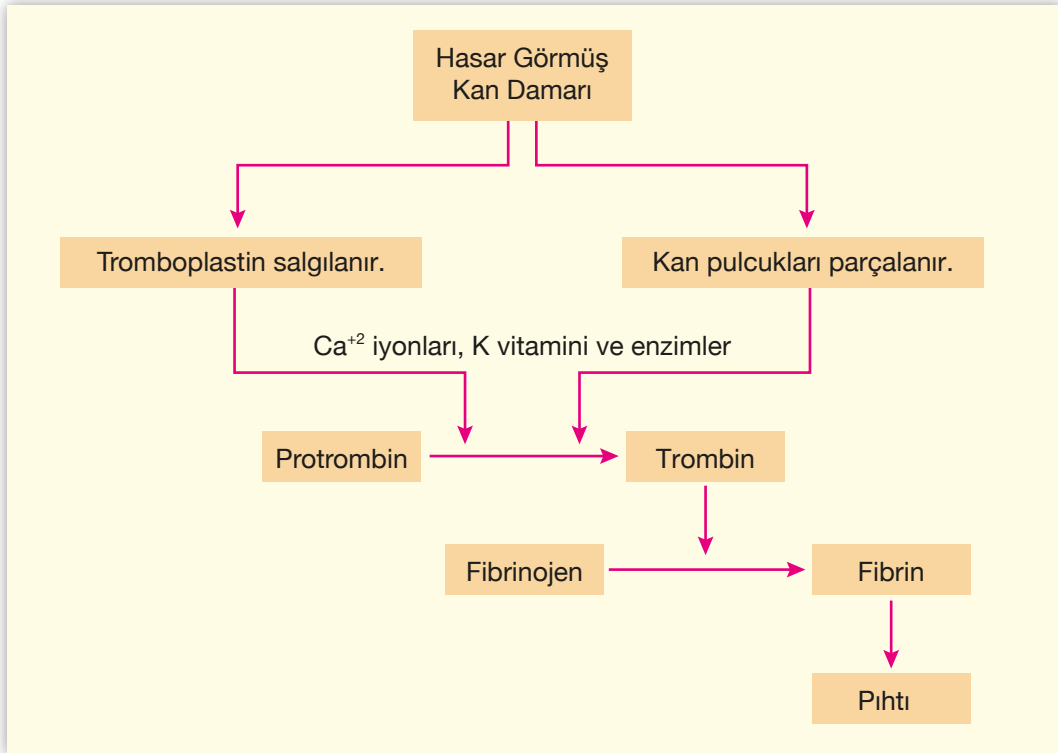 Hasar Görmüş
Kan Damarı
Tromboplastin salgılanır.
Kan pulcukları parçalanır.
Ca⁺² iyonları, K vitamini ve enzimler
Protrombin
Trombin
Fibrinojen
Fibrin
Pıhtı